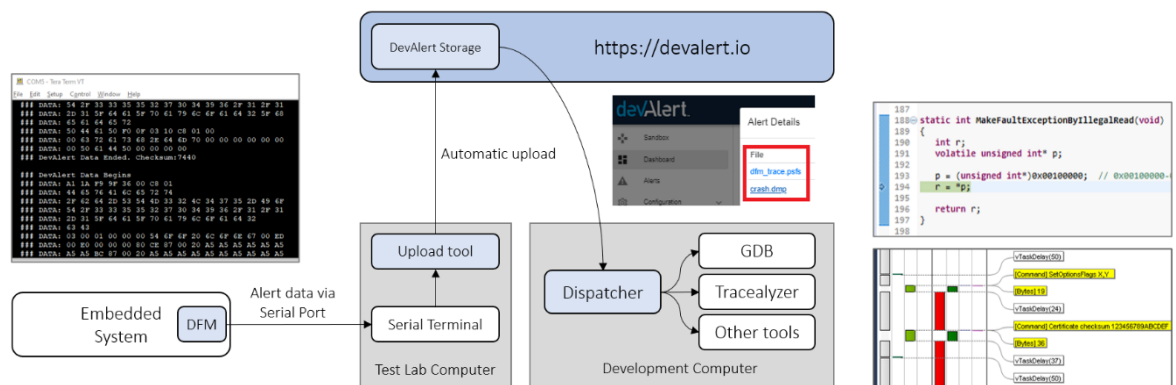 DevAlert Storage
https://devalert.io
COM5 - Tera Term VT
File Edit Setup Control Window Help
### DATA: 54 2F 33 33 35 35 32 37 30 34 39 36 2F 31 2F 31
### DATA: 2D 31 5F 64 61 5F 70 61 79 6C 6F 61 64 32 5F 68
### DATA: 65 61 64 65 72
### DATA: 50 44 61 50 F0 0F 03 10 C8 01 00
### DATA: 00 63 72 61 73 68 2E 64 6D 70 00 00 00 00 00 00
### DATA: 00 50 61 44 50 00 00 00 00
### DevAlert Data Ended. Checksum:7440
### DevAlert Data Begins
### DATA: A1 1A F9 9F 36 00 C8 01
### DATA: 44 65 76 41 6C 65 72 74
### DATA: 2F 62 64 2D 53 54 4D 33 32 4C 34 37 35 2D 49 6F
### DATA: 54 2F 33 33 35 35 32 37 30 34 39 36 2F 31 2F 31
### DATA: 2D 31 5F 64 61 5F 70 61 79 6C 6F 61 64 32
### DATA: 63 43
### DATA: 03 00 01 00 00 00 54 6F 6F 20 6C 6F 6E 67 00 ED
### DATA: 00 E0 00 00 00 80 CE 87 00 20 A5 A5 A5 A5 A5 A5
### DATA: A5 A5 BC 87 00 20 A5 A5 A5 A5 A5 A5 A5 A5 A5 A5
Automatic upload
devAlert
Sandbox
Dashboard
Alerts
Configuration
Alert Details
File
dfm_trace.psfs
crash.dmp
187
188 static int MakeFaultExceptionByIllegalRead(void)
189 {
190 int r;
191 volatile unsigned int* p;
192
193 p = (unsigned int*)0x00100000; // 0x00100000-
194 r = *p;
195
196 return r;
197 }
198
Embedded
System
DFM
Alert data via
Serial Port
Upload tool
Serial Terminal
Test Lab Computer
Dispatcher
GDB
Tracealyzer
Other tools
Development Computer
vTaskDelay(50)
[Command] SetOptionsFlags X,Y
[Bytes] 19
vTaskDelay(24)
[Command] Certificate checksum 123456789ABCDEF
[Bytes] 36
vTaskDelay(37)
vTaskDelay(50)